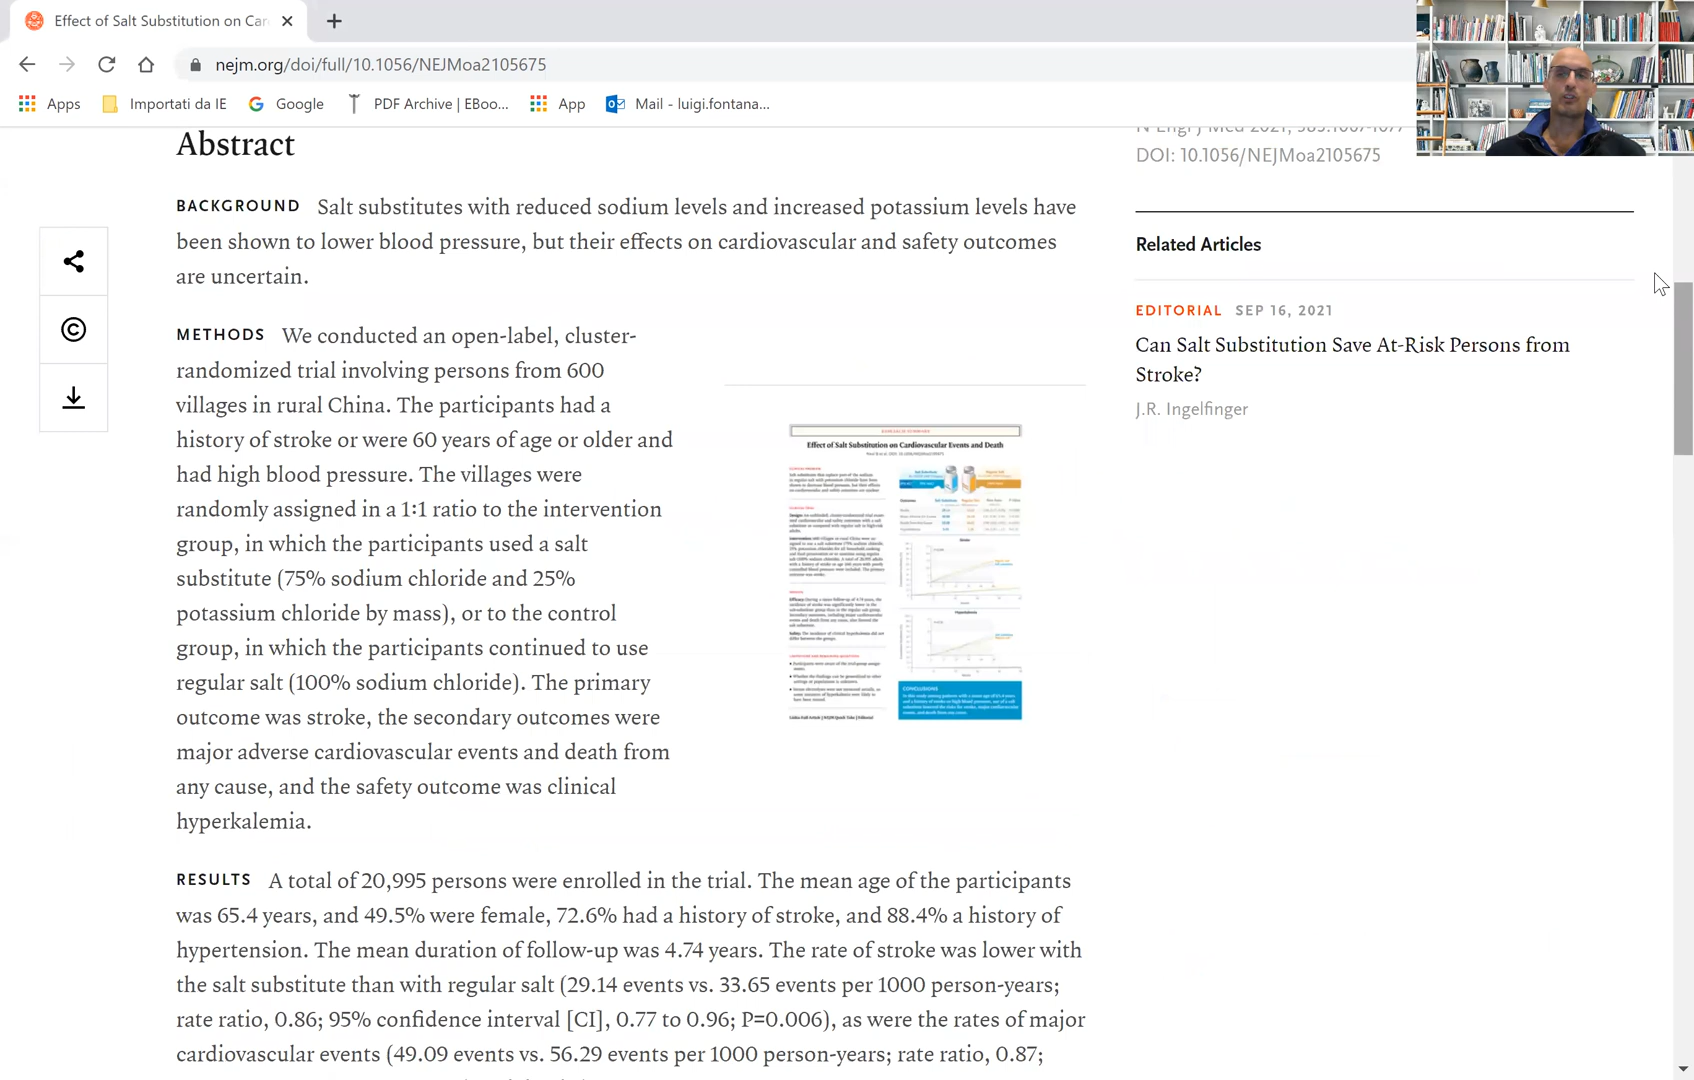 Effect of Salt Substitution on Car
nejm.org/doi/full/10.1056/NEJMoa2105675
Apps
Importati da IE
Google
PDF Archive | EBoo...
App
Mail - luigi.fontana...
Abstract
BACKGROUND Salt substitutes with reduced sodium levels and increased potassium levels have
been shown to lower blood pressure, but their effects on cardiovascular and safety outcomes
are uncertain.
METHODS We conducted an open-label, cluster-
randomized trial involving persons from 600
villages in rural China. The participants had a
history of stroke or were 60 years of age or older and
had high blood pressure. The villages were
randomly assigned in a 1:1 ratio to the intervention
group, in which the participants used a salt
substitute (75% sodium chloride and 25%
potassium chloride by mass), or to the control
group, in which the participants continued to use
regular salt (100% sodium chloride). The primary
outcome was stroke, the secondary outcomes were
major adverse cardiovascular events and death from
any cause, and the safety outcome was clinical
hyperkalemia.
Effect of Salt Substitution on Cardiovascular Events and Death
CONCLUSIONS
RESULTS A total of 20,995 persons were enrolled in the trial. The mean age of the participants
was 65.4 years, and 49.5% were female, 72.6% had a history of stroke, and 88.4% a history of
hypertension. The mean duration of follow-up was 4.74 years. The rate of stroke was lower with
the salt substitute than with regular salt (29.14 events vs. 33.65 events per 1000 person-years;
rate ratio, 0.86; 95% confidence interval [CI], 0.77 to 0.96; P=0.006), as were the rates of major
cardiovascular events (49.09 events vs. 56.29 events per 1000 person-years; rate ratio, 0.87;
N Engl J Med 2021; 385:1067-1077
DOI: 10.1056/NEJMoa2105675
Related Articles
EDITORIAL SEP 16, 2021
Can Salt Substitution Save At-Risk Persons from
Stroke?
J.R. Ingelfinger